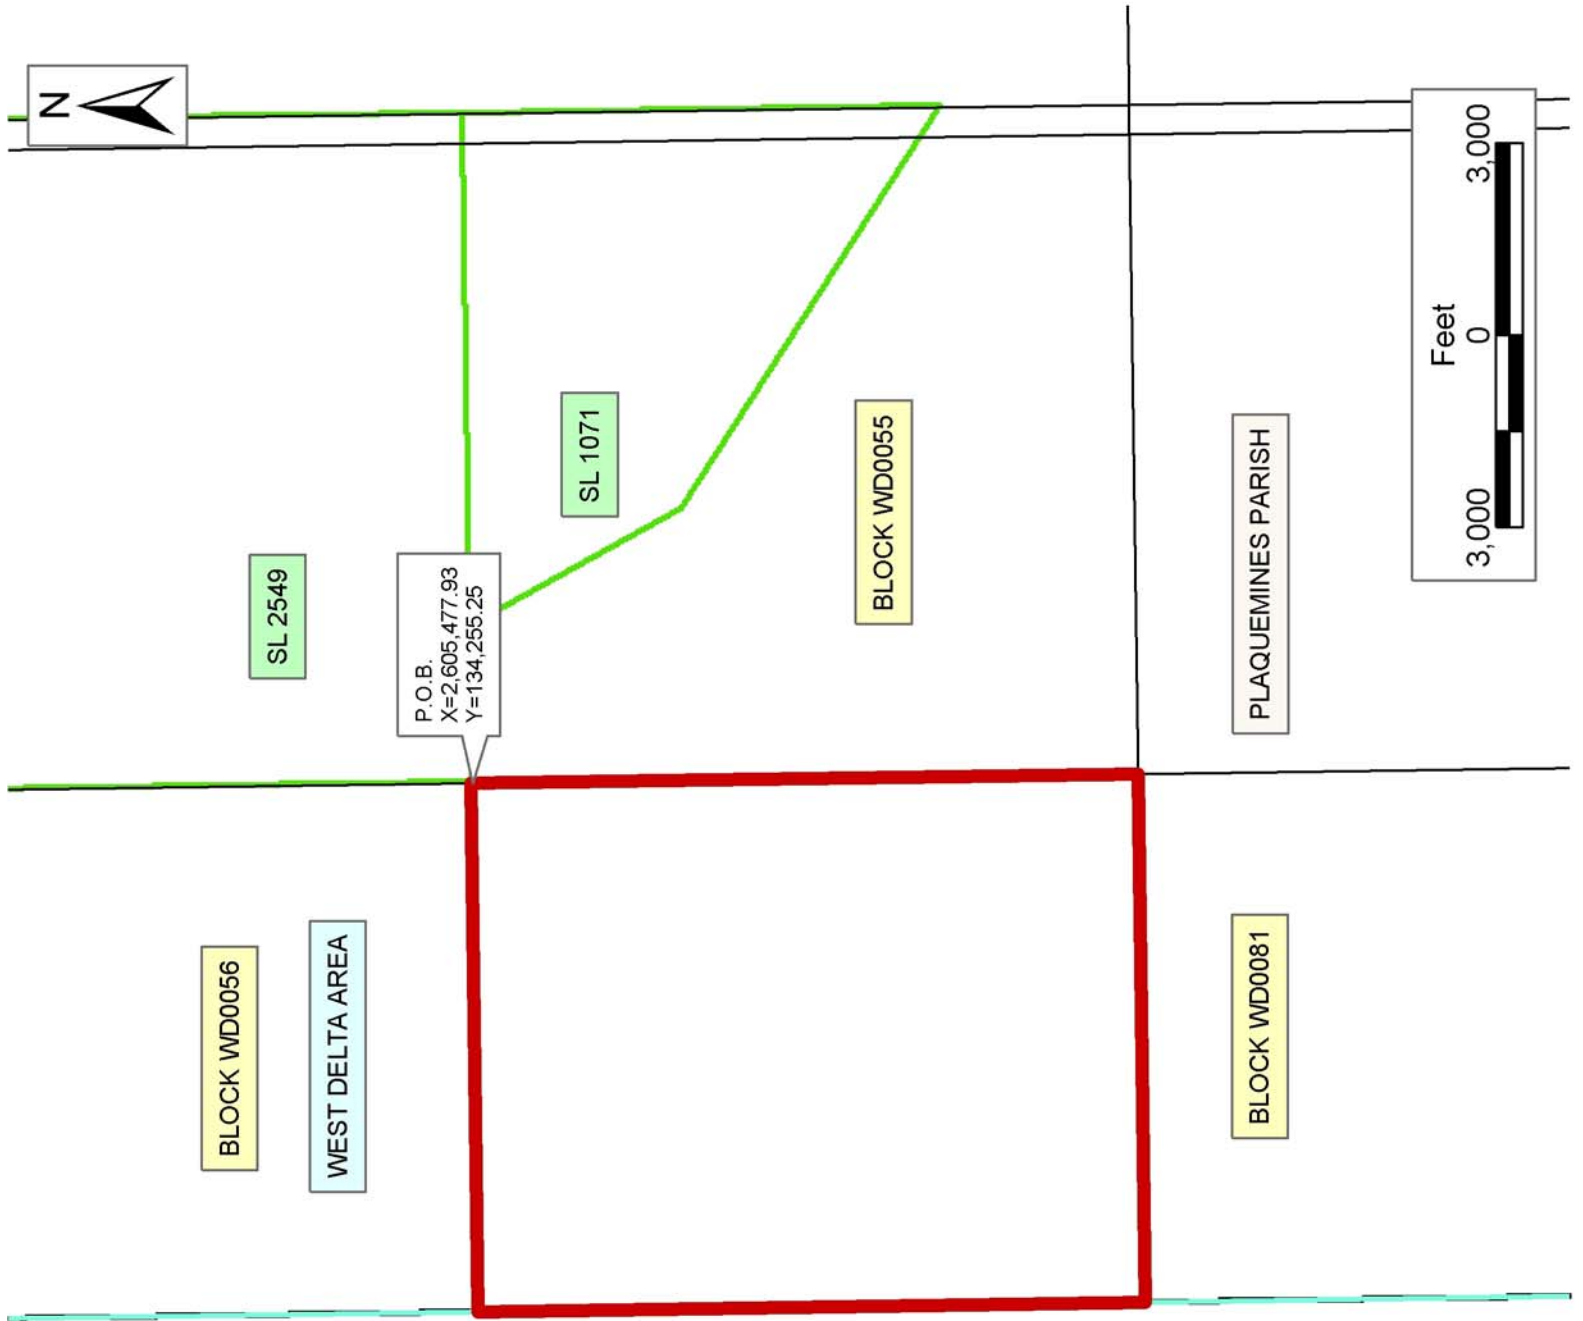 N
SL 2549
P.O.B.
X=2,605,477.93
Y=134,255.25
SL 1071
BLOCK WD0055
BLOCK WD0056
WEST DELTA AREA
PLAQUEMINES PARISH
BLOCK WD0081
Feet
3,000 0 3,000